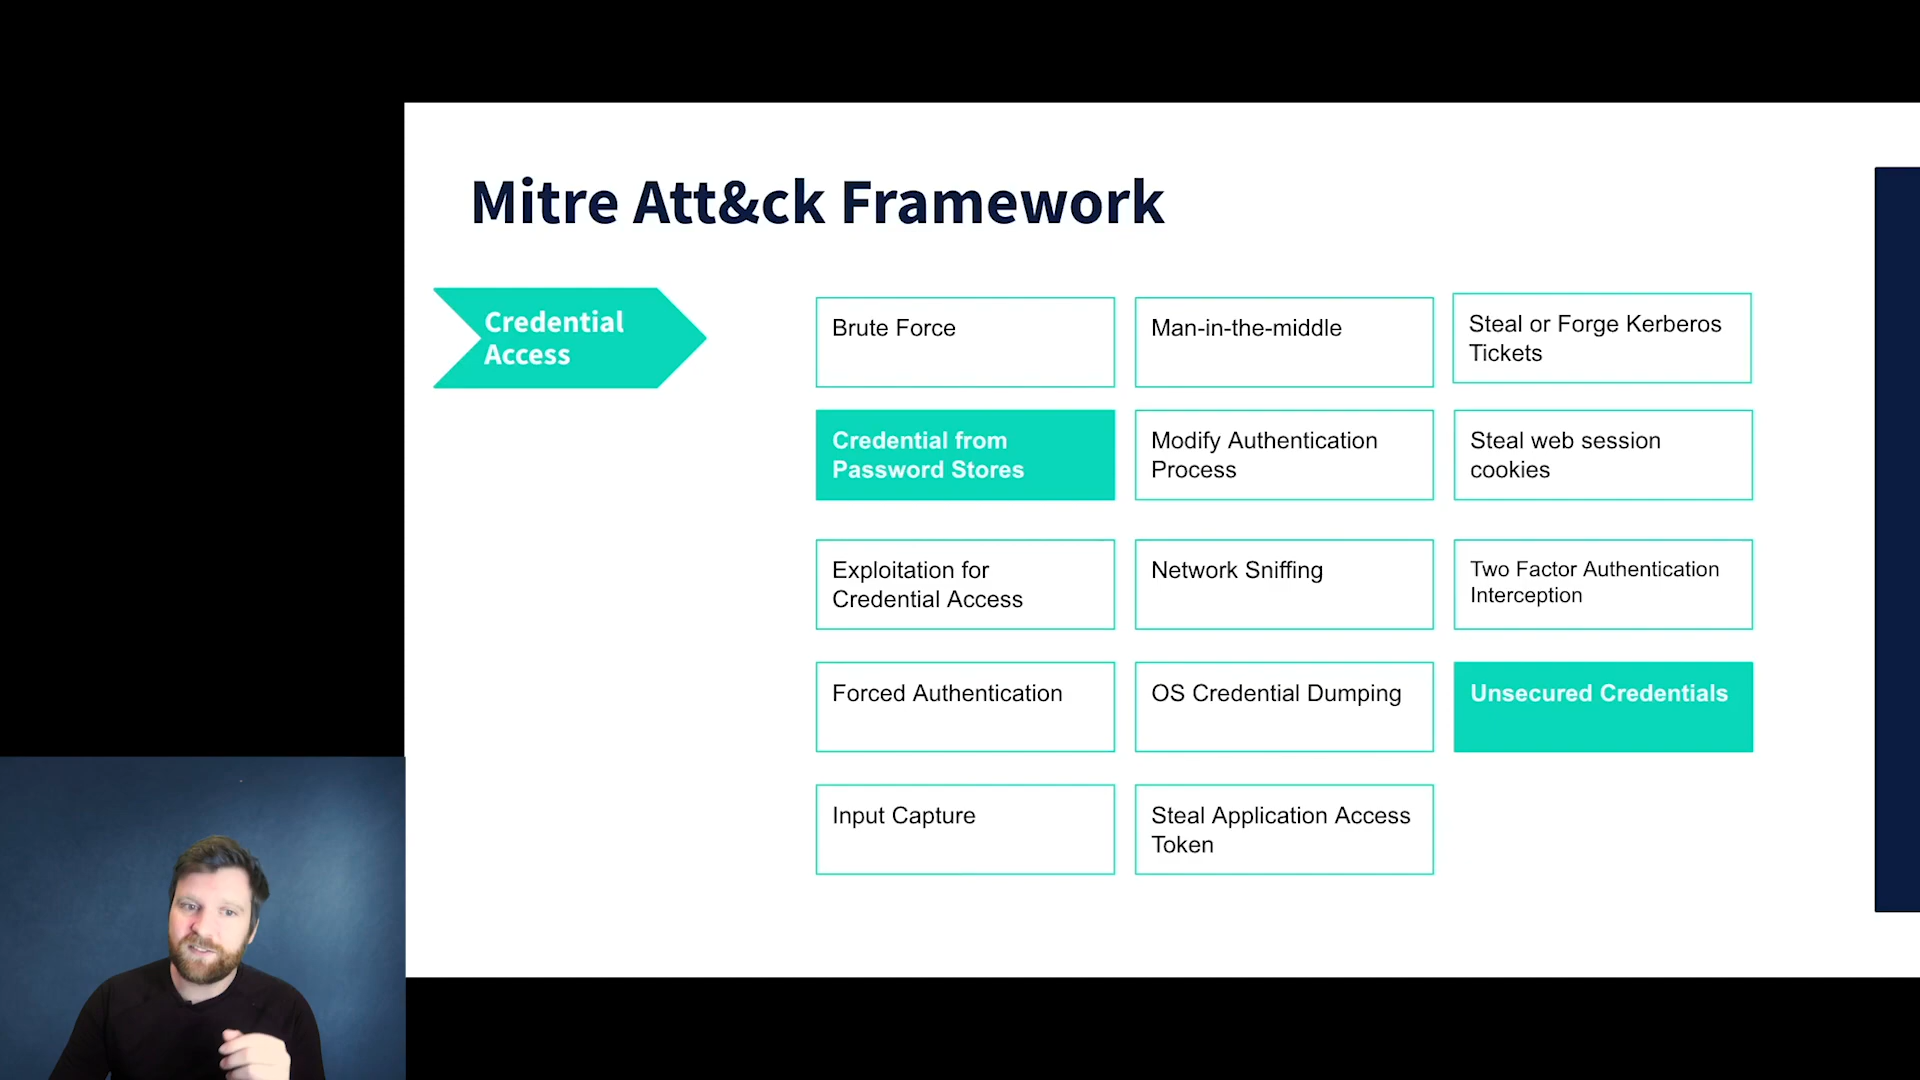 Mitre Att&ck Framework
Credential
Access
Brute Force
Man-in-the-middle
Steal or Forge Kerberos
Tickets
Credential from
Password Stores
Modify Authentication
Process
Steal web session
cookies
Exploitation for
Credential Access
Network Sniffing
Two Factor Authentication
Interception
Forced Authentication
OS Credential Dumping
Unsecured Credentials
Input Capture
Steal Application Access
Token